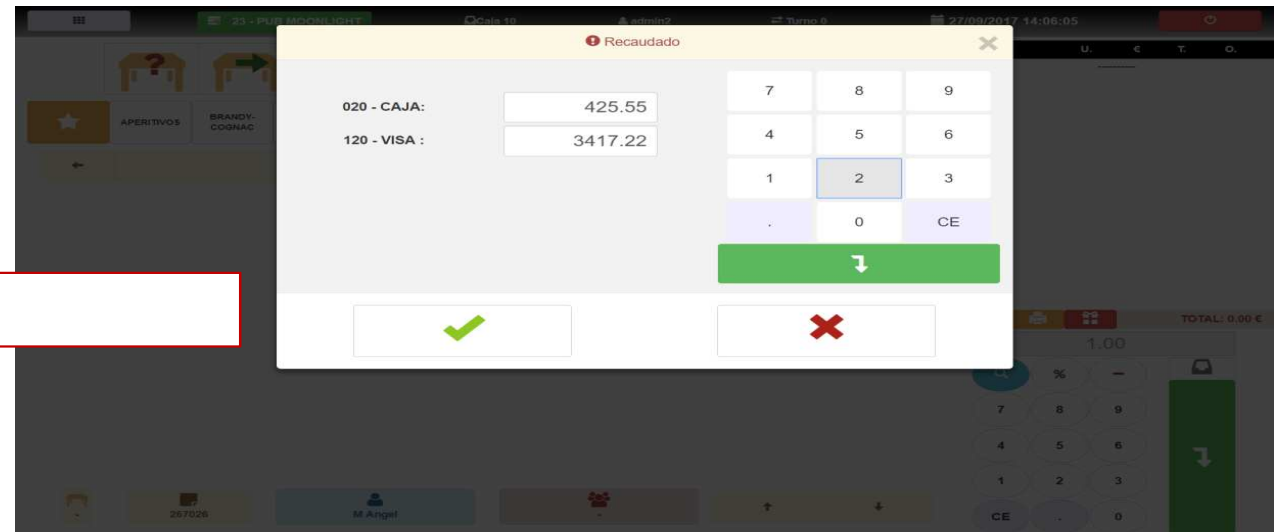 23 - PUB MOONLIGHT Caja 10 admin2 Turno 0 27/09/2017 14:06:05
Recaudado
U. € T. O.
020 - CAJA: 425.55
120 - VISA : 3417.22
7 8 9
4 5 6
1 2 3
. 0 CE
APERITIVOS
BRANDY-
COGNAC
TOTAL: 0.00 €
1.00
% −
7 8 9
4 5 6
1 2 3
CE . 0
267026 M Angel